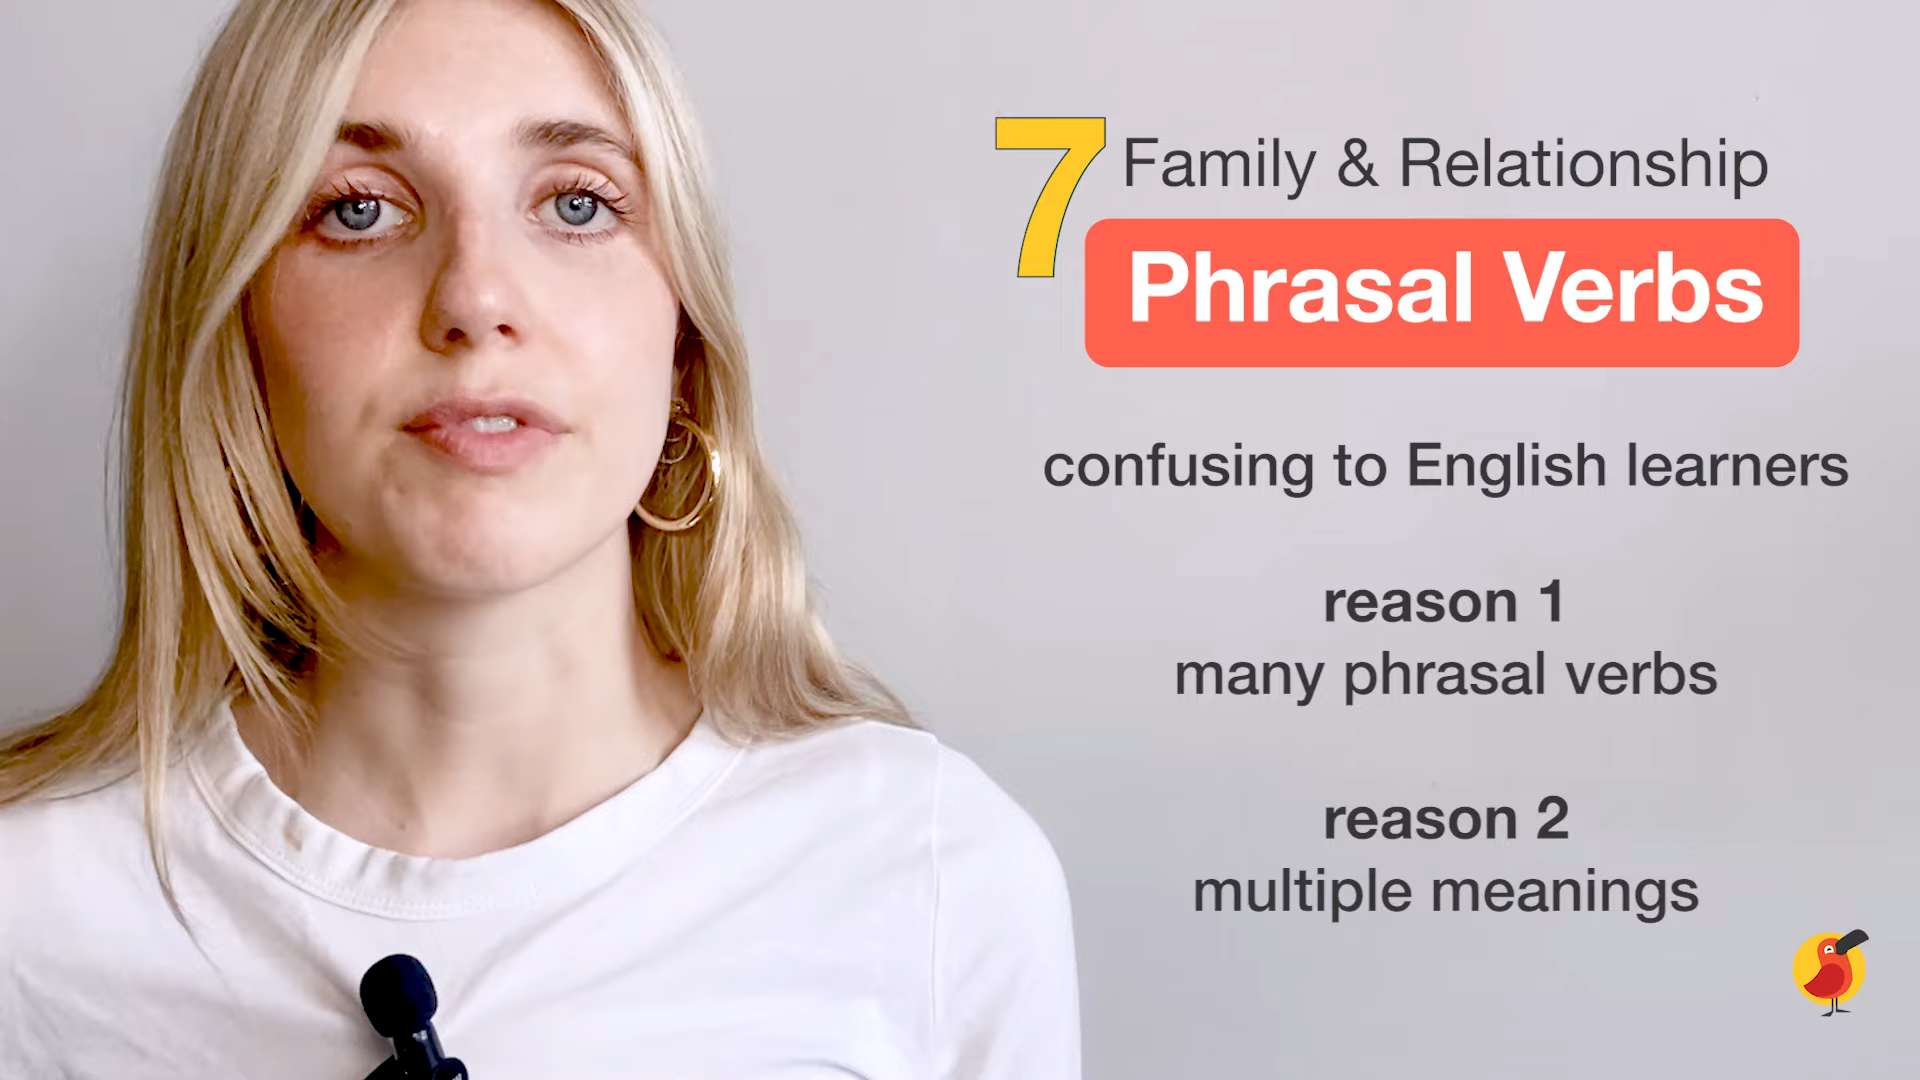 7 Family & Relationship
Phrasal Verbs
confusing to English learners
reason 1
many phrasal verbs
reason 2
multiple meanings